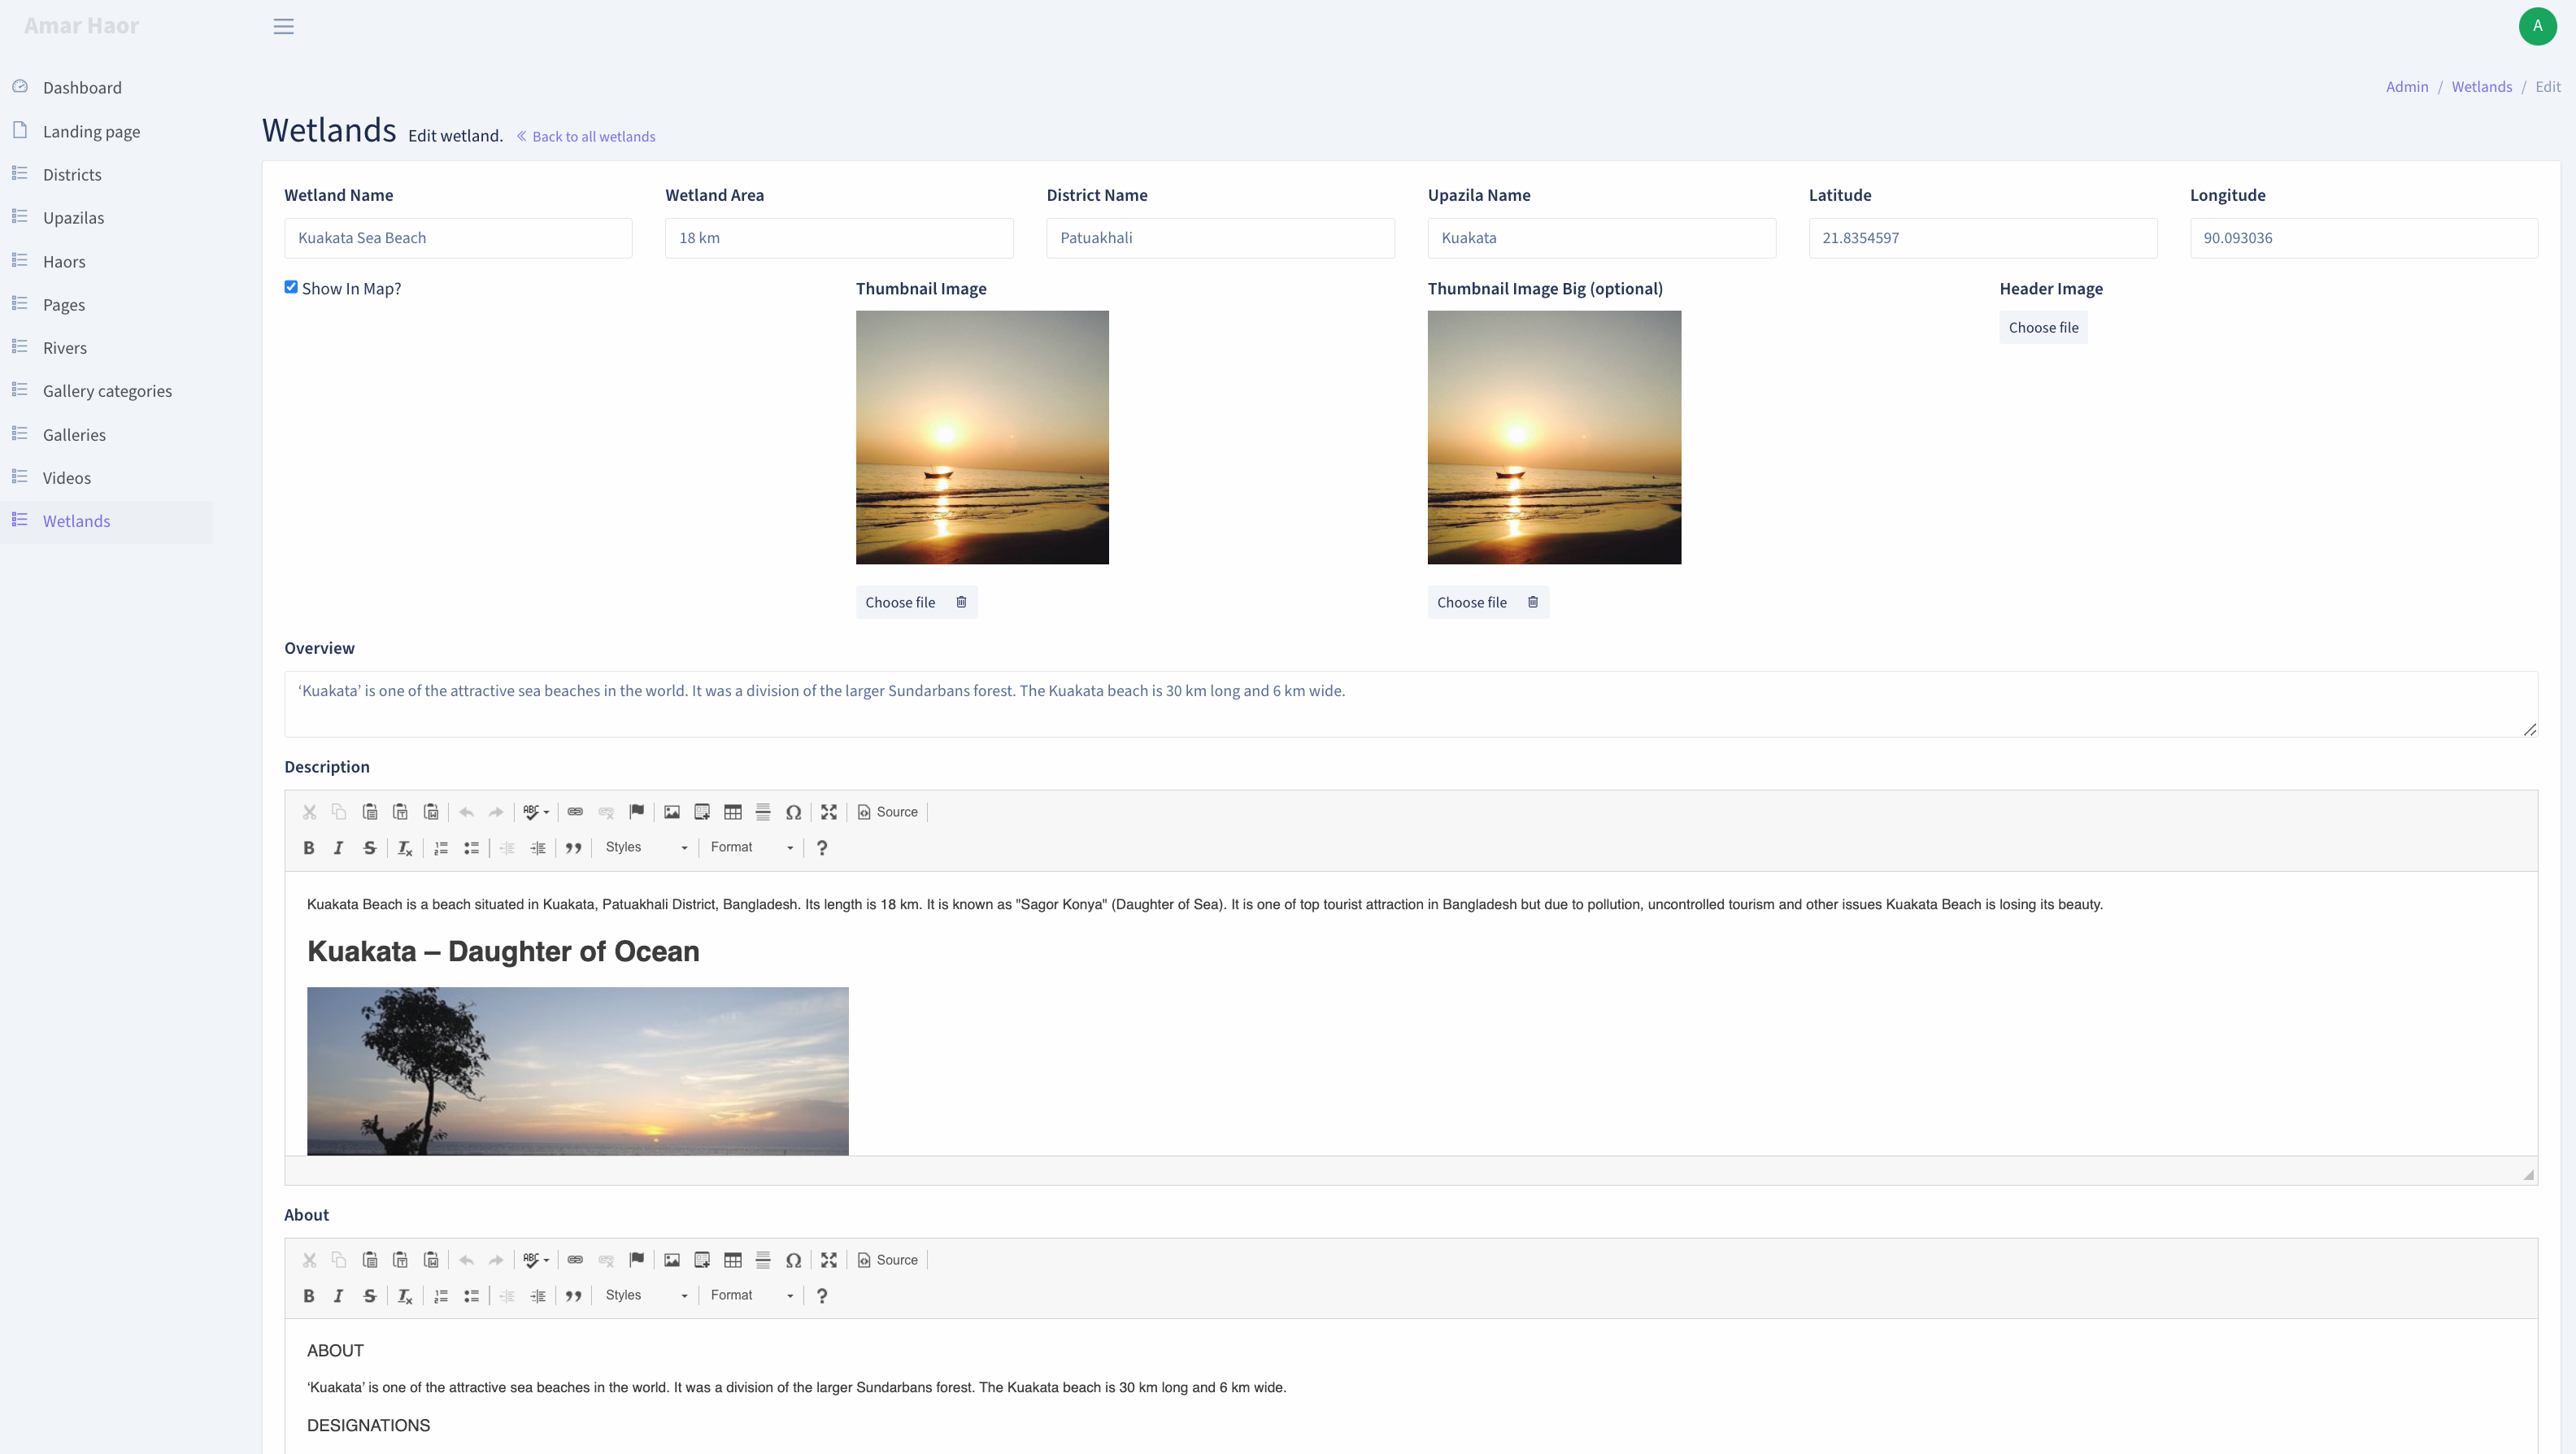 Amar Haor
A
Dashboard
Landing page
Districts
Upazilas
Haors
Pages
Rivers
Gallery categories
Galleries
Videos
Wetlands
Admin / Wetlands / Edit
Wetlands Edit wetland. « Back to all wetlands
Wetland Name
Kuakata Sea Beach
Wetland Area
18 km
District Name
Patuakhali
Upazila Name
Kuakata
Latitude
21.8354597
Longitude
90.093036
Show In Map?
Thumbnail Image
Choose file
Thumbnail Image Big (optional)
Choose file
Header Image
Choose file
Overview
‘Kuakata’ is one of the attractive sea beaches in the world. It was a division of the larger Sundarbans forest. The Kuakata beach is 30 km long and 6 km wide.
Description
ABC Ω Source
B I S Tx Styles Format ?
Kuakata Beach is a beach situated in Kuakata, Patuakhali District, Bangladesh. Its length is 18 km. It is known as "Sagor Konya" (Daughter of Sea). It is one of top tourist attraction in Bangladesh but due to pollution, uncontrolled tourism and other issues Kuakata Beach is losing its beauty.
Kuakata – Daughter of Ocean
About
ABC Ω Source
B I S Tx Styles Format ?
ABOUT
‘Kuakata’ is one of the attractive sea beaches in the world. It was a division of the larger Sundarbans forest. The Kuakata beach is 30 km long and 6 km wide.
DESIGNATIONS